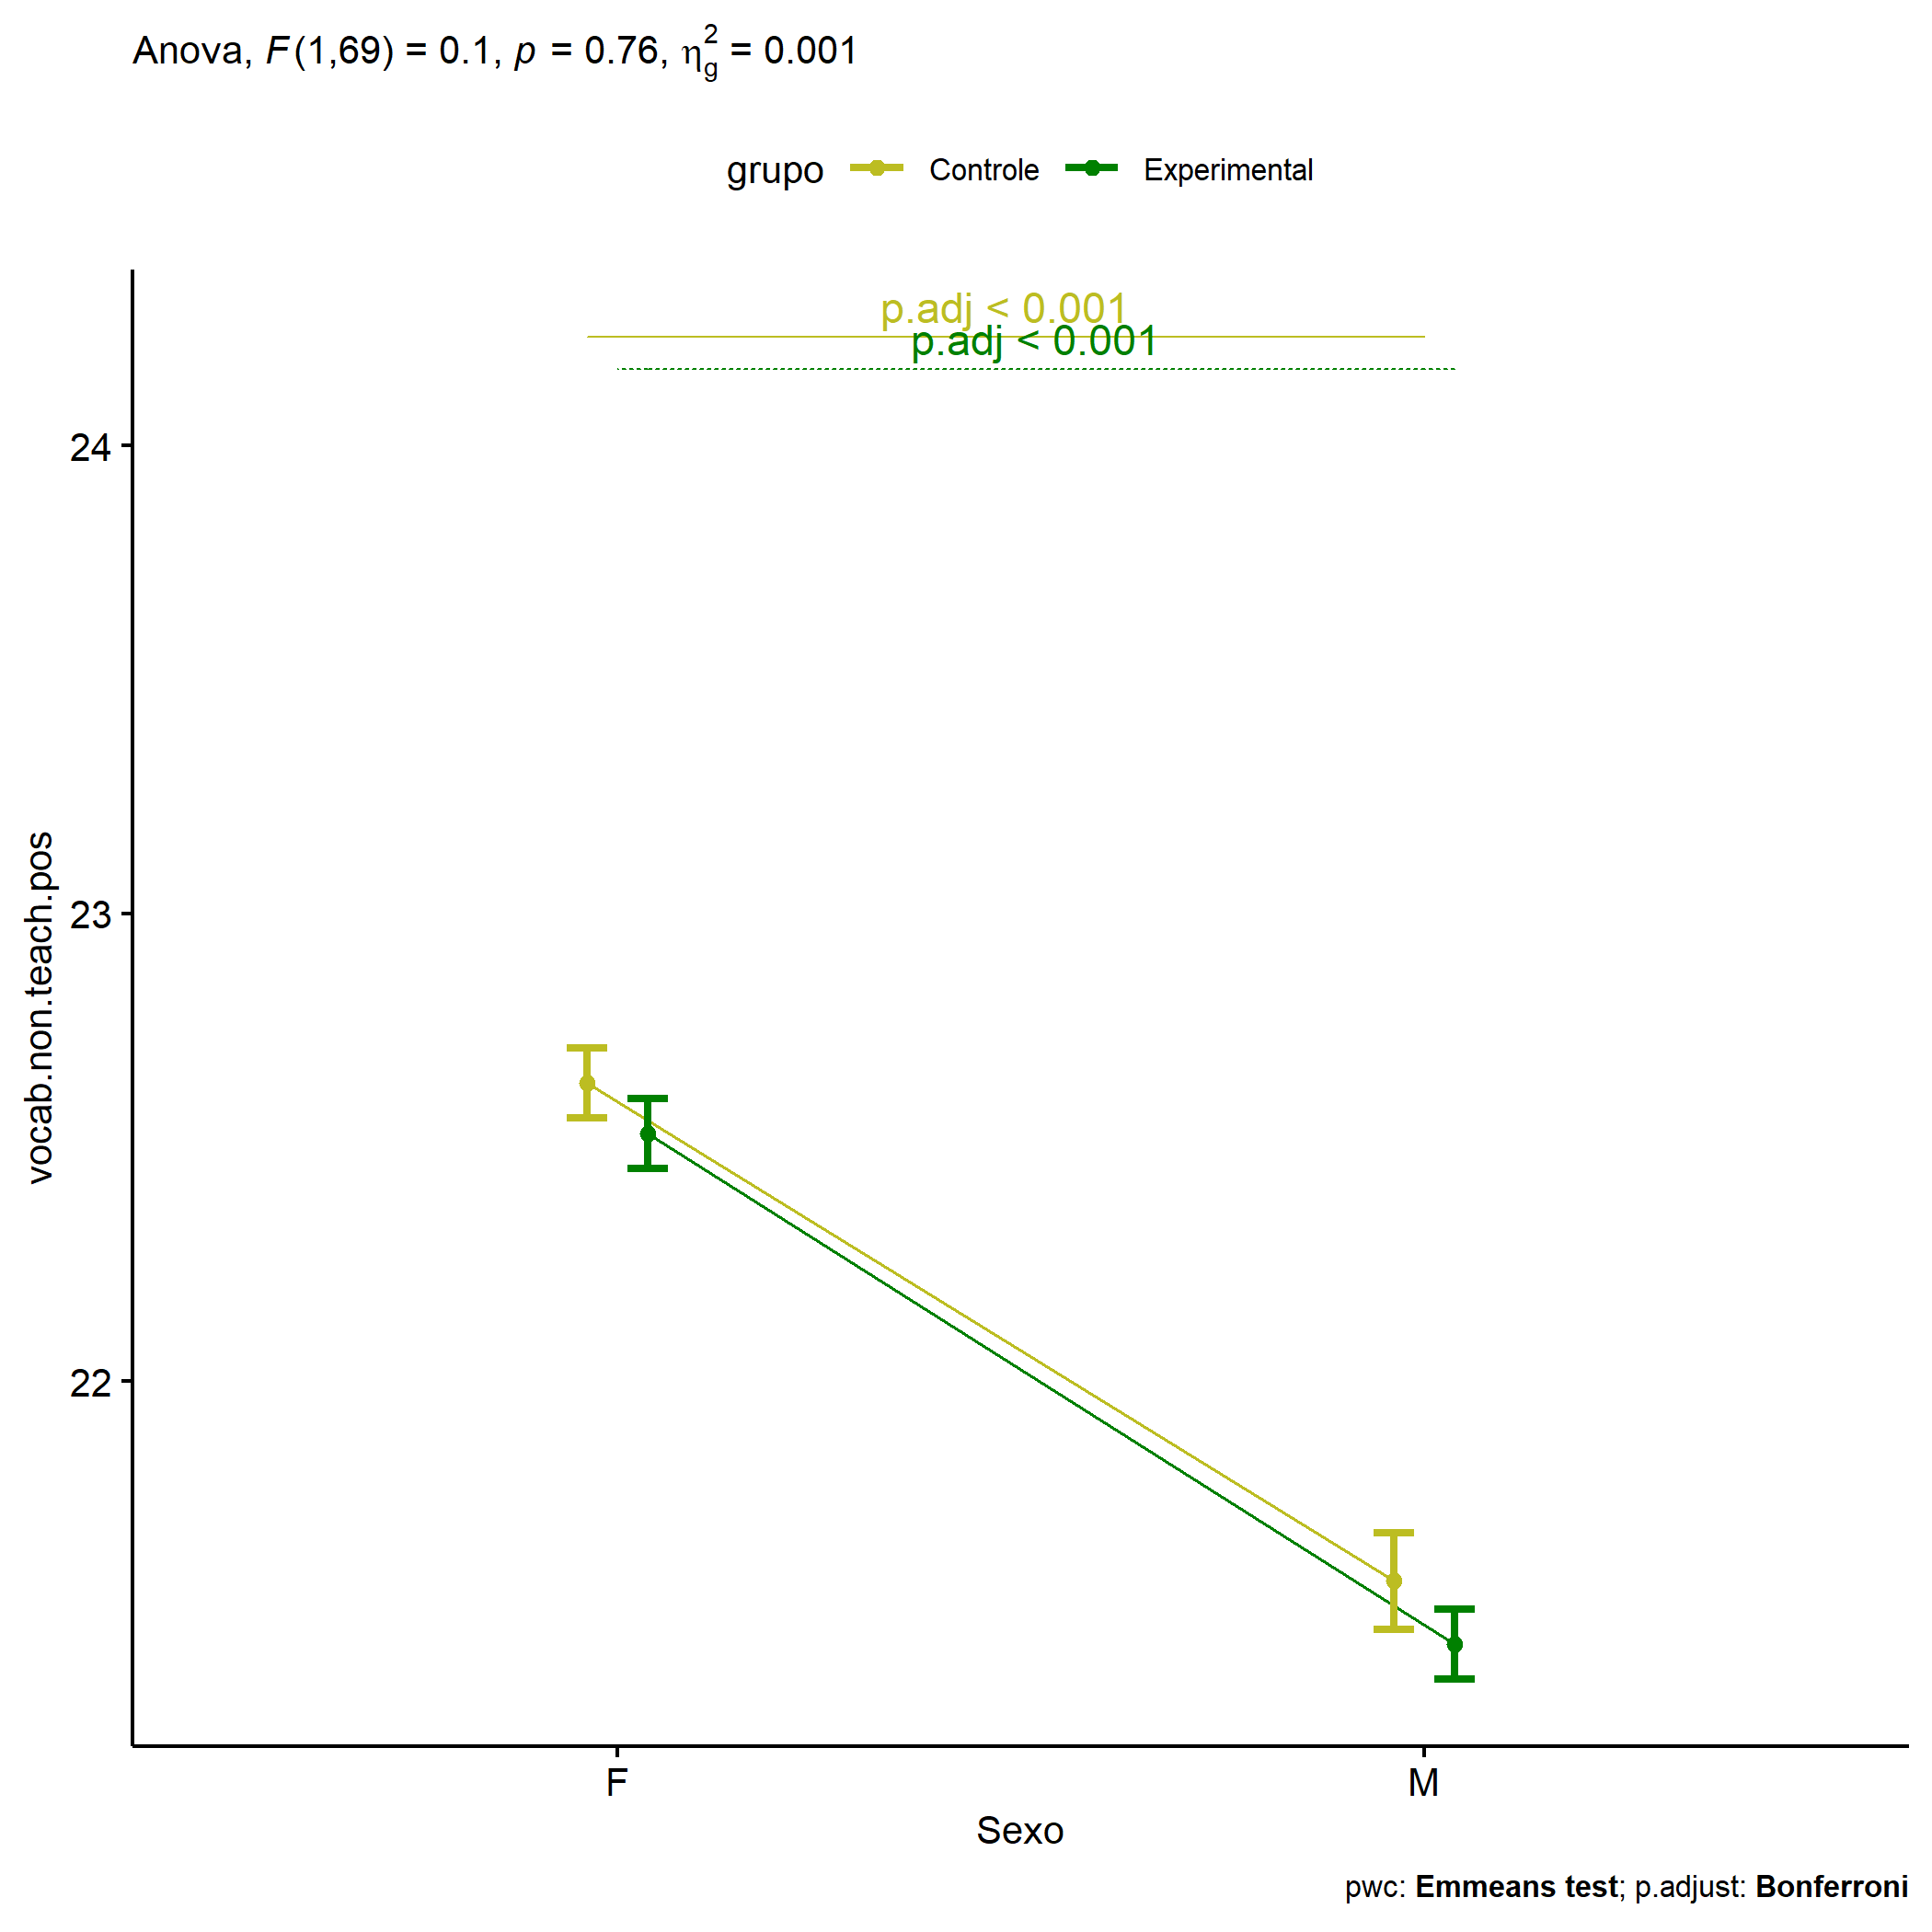 Anova, F(1,69) = 0.1, p = 0.76, η²g = 0.001
grupo Controle Experimental
p.adj < 0.001
p.adj < 0.001
24
23
22
vocab.non.teach.pos
F M
Sexo
pwc: Emmeans test; p.adjust: Bonferroni